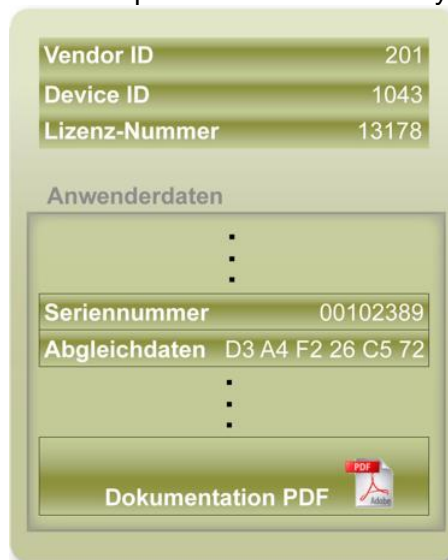 Vendor ID 201
Device ID 1043
Lizenz-Nummer 13178
Anwenderdaten
Seriennummer 00102389
Abgleichdaten D3 A4 F2 26 C5 72
Dokumentation PDF
PDF
Adobe